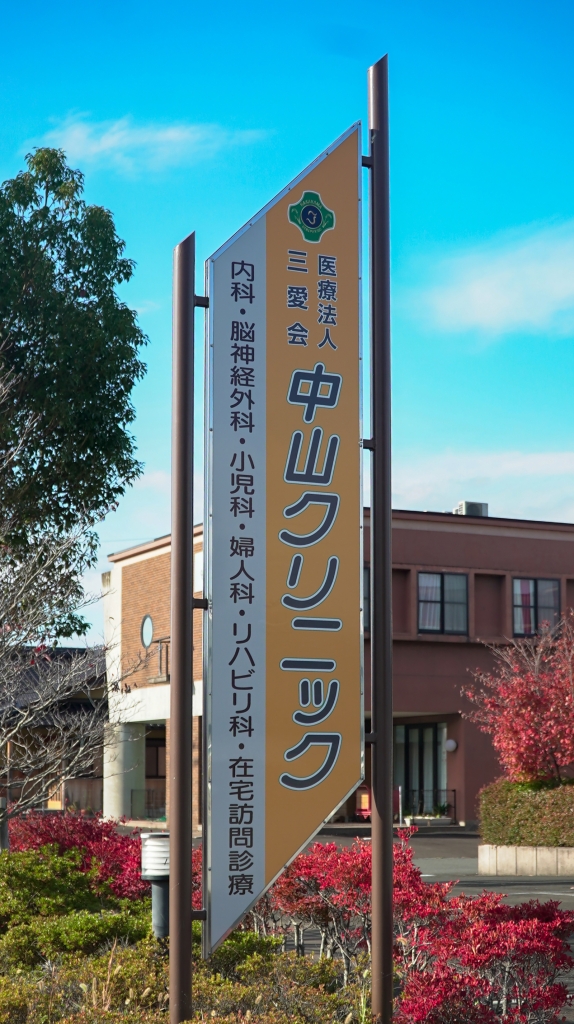 医療法人
三愛会
中山クリニック
内科・脳神経外科・小児科・婦人科・リハビリ科・在宅訪問診療